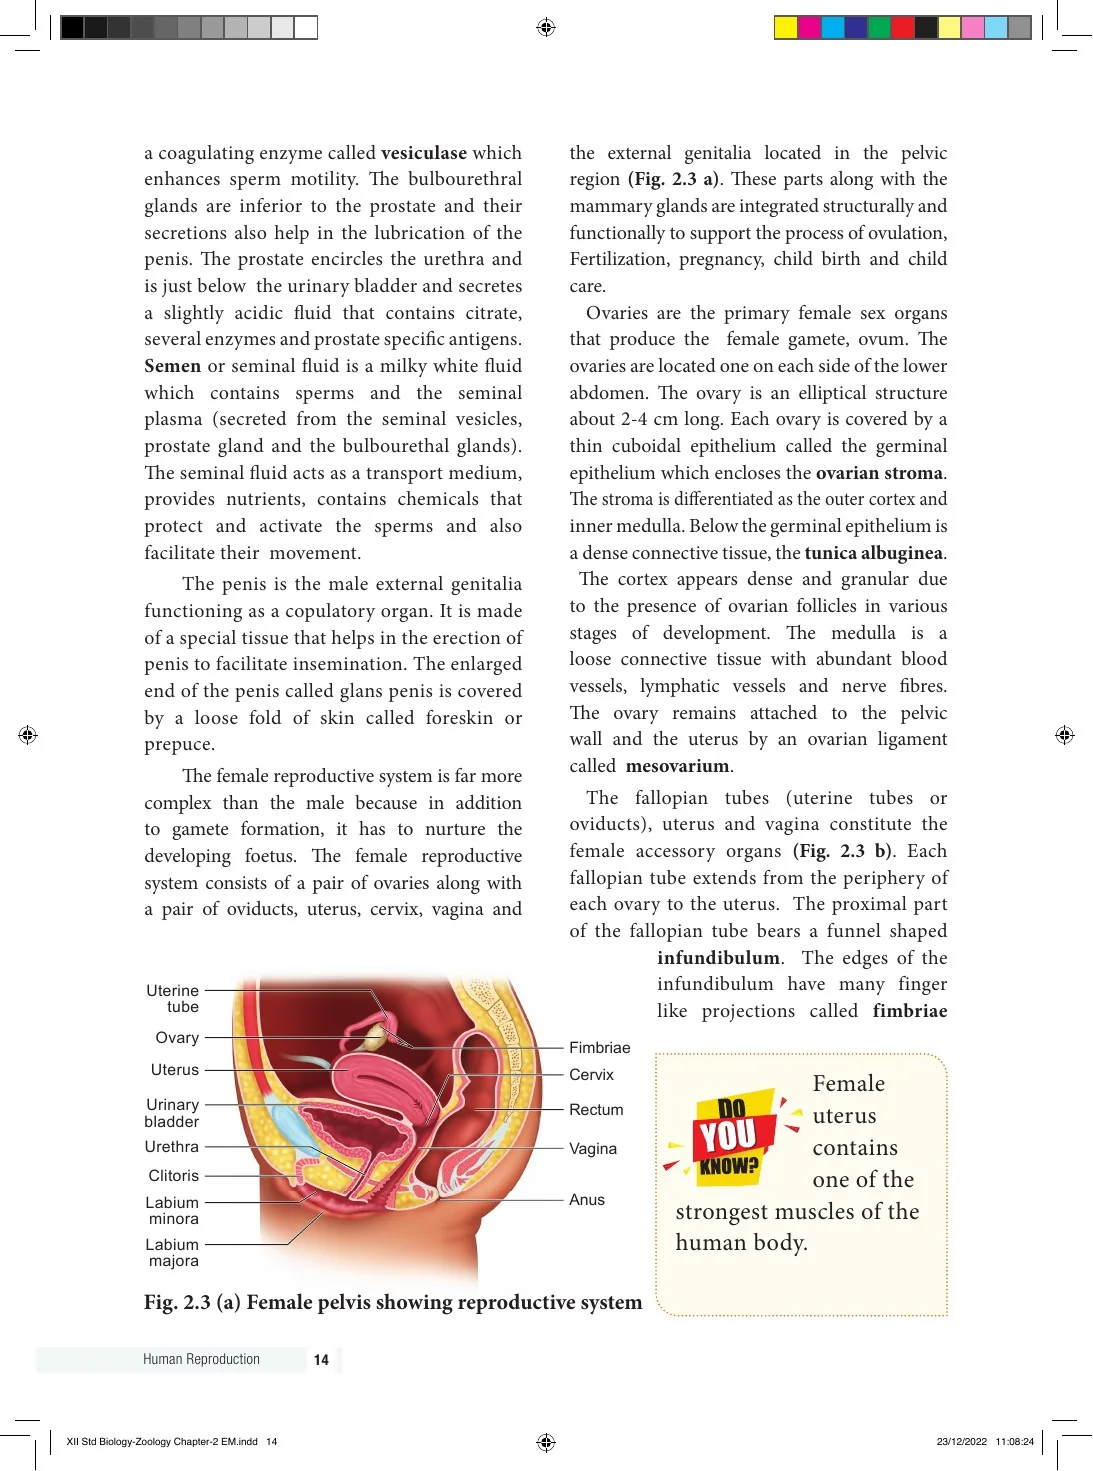 a coagulating enzyme called vesiculase which
enhances sperm motility. The bulbourethral
glands are inferior to the prostate and their
secretions also help in the lubrication of the
penis. The prostate encircles the urethra and
is just below the urinary bladder and secretes
a slightly acidic fluid that contains citrate,
several enzymes and prostate specific antigens.
Semen or seminal fluid is a milky white fluid
which contains sperms and the seminal
plasma (secreted from the seminal vesicles,
prostate gland and the bulbourethal glands).
The seminal fluid acts as a transport medium,
provides nutrients, contains chemicals that
protect and activate the sperms and also
facilitate their movement.
The penis is the male external genitalia
functioning as a copulatory organ. It is made
of a special tissue that helps in the erection of
penis to facilitate insemination. The enlarged
end of the penis called glans penis is covered
by a loose fold of skin called foreskin or
prepuce.
The female reproductive system is far more
complex than the male because in addition
to gamete formation, it has to nurture the
developing foetus. The female reproductive
system consists of a pair of ovaries along with
a pair of oviducts, uterus, cervix, vagina and
the external genitalia located in the pelvic
region (Fig. 2.3 a). These parts along with the
mammary glands are integrated structurally and
functionally to support the process of ovulation,
Fertilization, pregnancy, child birth and child
care.
Ovaries are the primary female sex organs
that produce the female gamete, ovum. The
ovaries are located one on each side of the lower
abdomen. The ovary is an elliptical structure
about 2-4 cm long. Each ovary is covered by a
thin cuboidal epithelium called the germinal
epithelium which encloses the ovarian stroma.
The stroma is differentiated as the outer cortex and
inner medulla. Below the germinal epithelium is
a dense connective tissue, the tunica albuginea.
The cortex appears dense and granular due
to the presence of ovarian follicles in various
stages of development. The medulla is a
loose connective tissue with abundant blood
vessels, lymphatic vessels and nerve fibres.
The ovary remains attached to the pelvic
wall and the uterus by an ovarian ligament
called mesovarium.
The fallopian tubes (uterine tubes or
oviducts), uterus and vagina constitute the
female accessory organs (Fig. 2.3 b). Each
fallopian tube extends from the periphery of
each ovary to the uterus. The proximal part
of the fallopian tube bears a funnel shaped
infundibulum. The edges of the
infundibulum have many finger
like projections called fimbriae
Uterine
tube
Ovary
Uterus
Urinary
bladder
Urethra
Clitoris
Labium
minora
Labium
majora
Fimbriae
Cervix
Rectum
Vagina
Anus
Fig. 2.3 (a) Female pelvis showing reproductive system
DO
YOU
KNOW?
Female
uterus
contains
one of the
strongest muscles of the
human body.
Human Reproduction 14
XII Std Biology-Zoology Chapter-2 EM.indd 14
23/12/2022 11:08:24